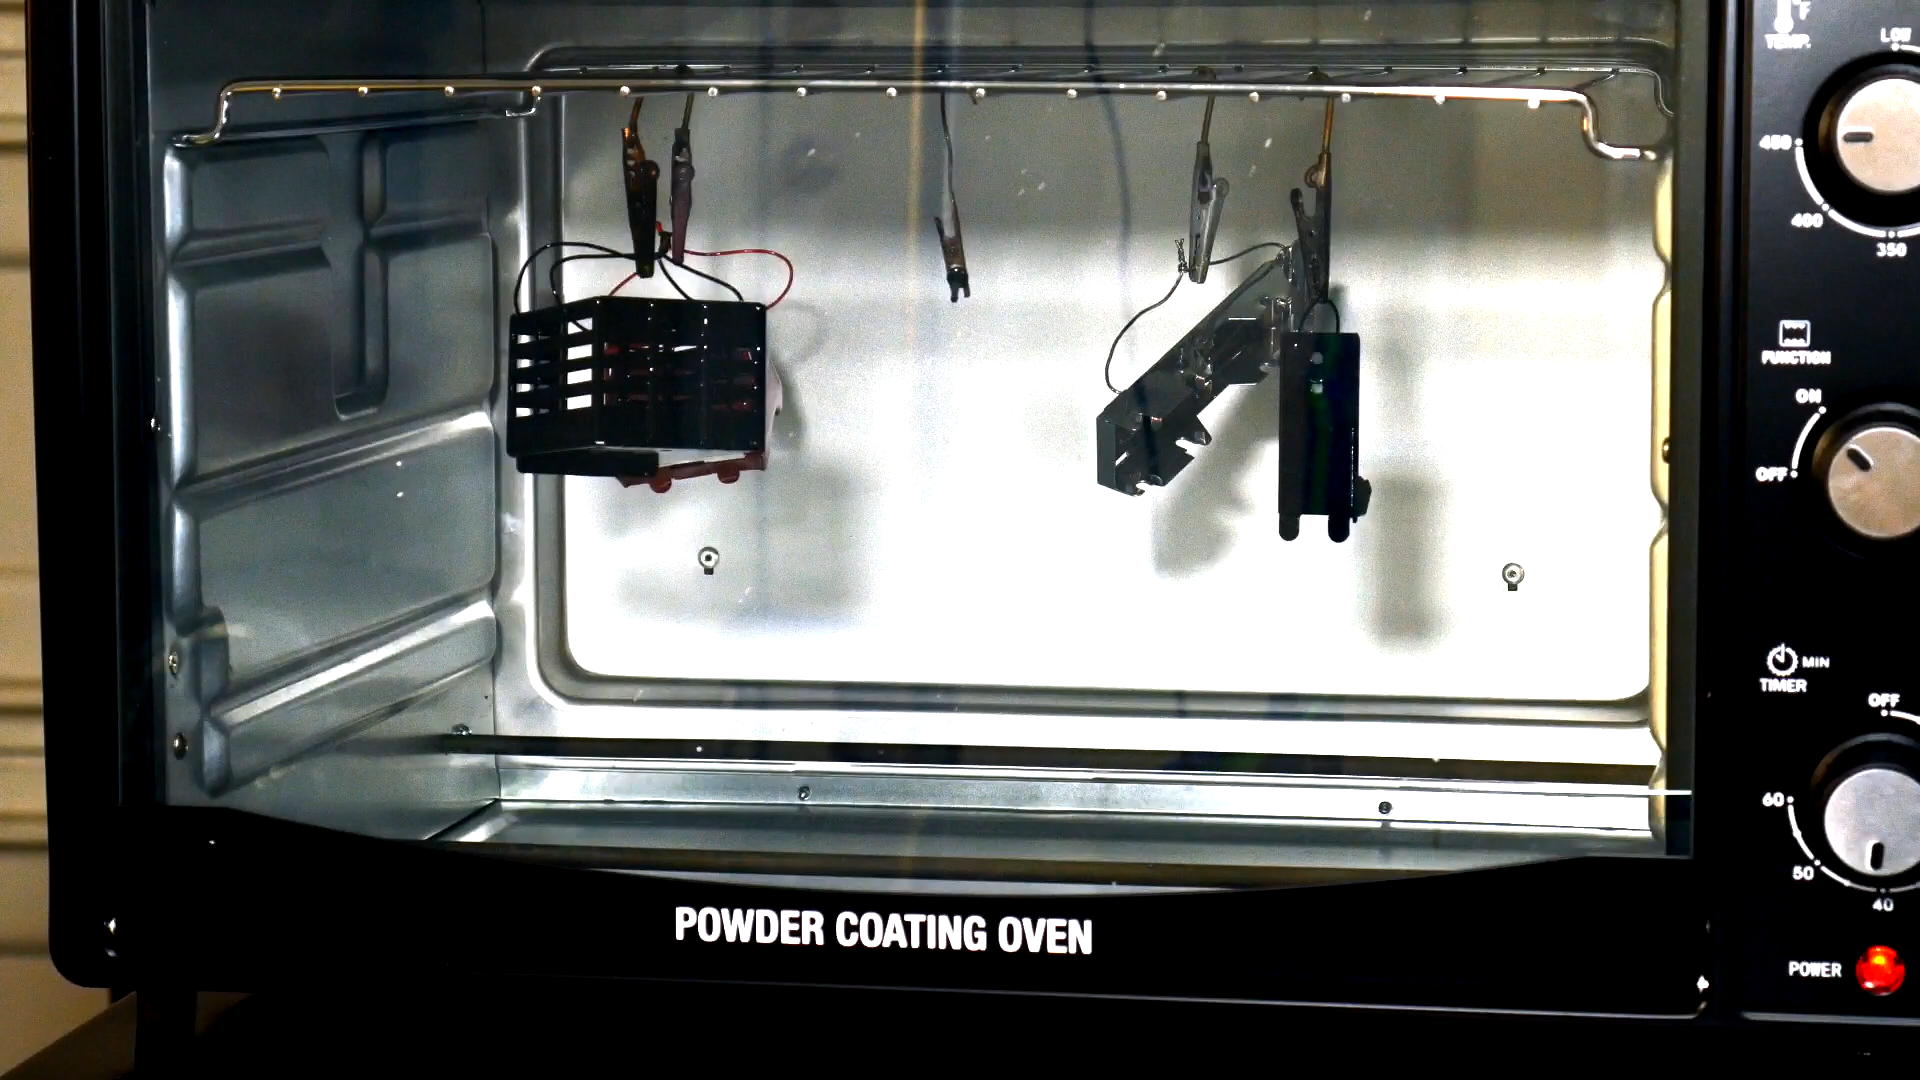 °F
TEMP.
LOW
450
400
350
FUNCTION
ON
OFF
MIN
TIMER
OFF
60
50
40
POWDER COATING OVEN
POWER